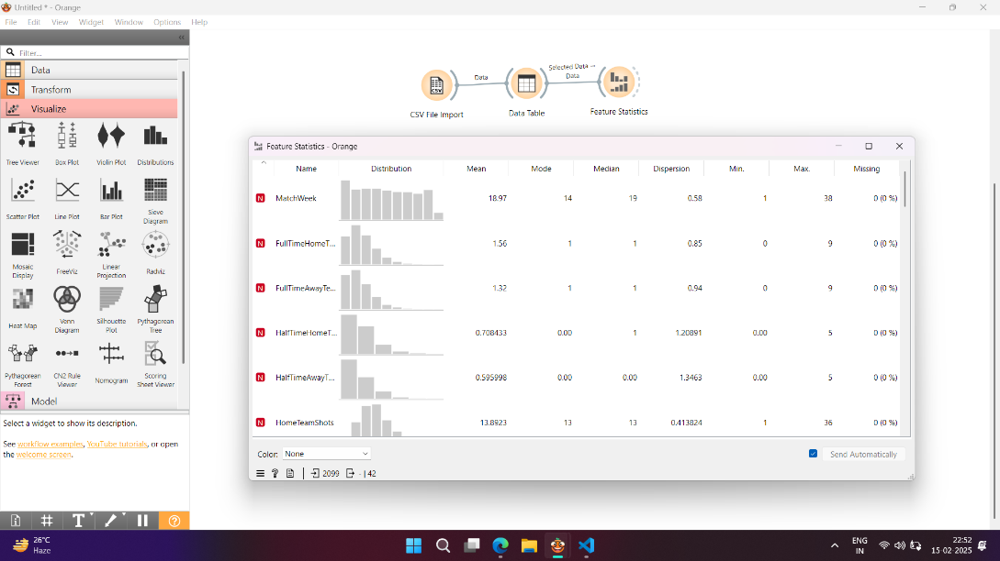 Untitled * - Orange
File Edit View Widget Window Options Help
Filter...
Data
Transform
Visualize
Tree Viewer Box Plot Violin Plot Distributions
Scatter Plot Line Plot Bar Plot Sieve Diagram
Mosaic Display FreeViz Linear Projection Radviz
Heat Map Venn Diagram Silhouette Plot Pythagorean Tree
Pythagorean Forest CN2 Rule Viewer Nomogram Scoring Sheet Viewer
Model
Select a widget to show its description.
See workflow examples, YouTube tutorials, or open
the welcome screen.
Data
Selected Data → Data
CSV
CSV File Import
Data Table
Feature Statistics
Feature Statistics - Orange
Name Distribution Mean Mode Median Dispersion Min. Max. Missing
N MatchWeek 18.97 14 19 0.58 1 38 0 (0 %)
N FullTimeHomeT... 1.56 1 1 0.85 0 9 0 (0 %)
N FullTimeAwayTe... 1.32 1 1 0.94 0 9 0 (0 %)
N HalfTimeHomeT... 0.708433 0.00 1 1.20891 0.00 5 0 (0 %)
N HalfTimeAwayT... 0.595998 0.00 0.00 1.3463 0.00 5 0 (0 %)
N HomeTeamShots 13.8923 13 13 0.413824 1 36 0 (0 %)
Color: None
Send Automatically
2099 - | 42
26°C
Haze
ENG
IN
22:52
15-02-2025